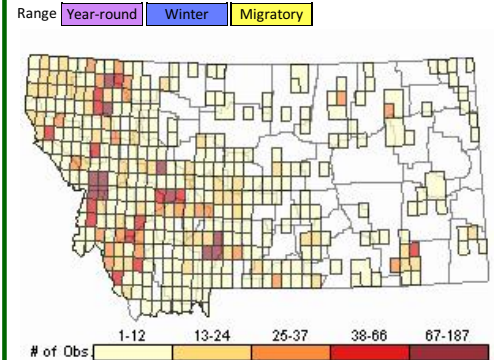 Range Year-round Winter Migratory
1-12 13-24 25-37 38-66 67-187
# of Obs.